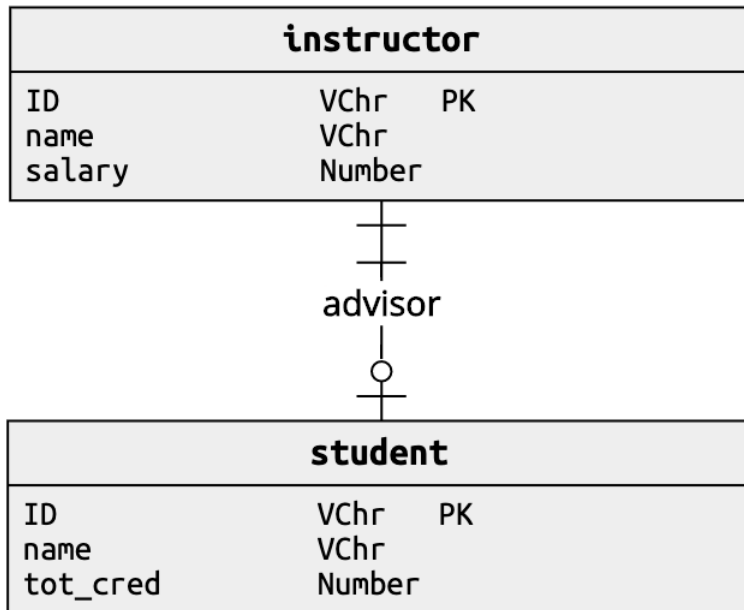 instructor
ID VChr PK
name VChr
salary Number
advisor
student
ID VChr PK
name VChr
tot_cred Number